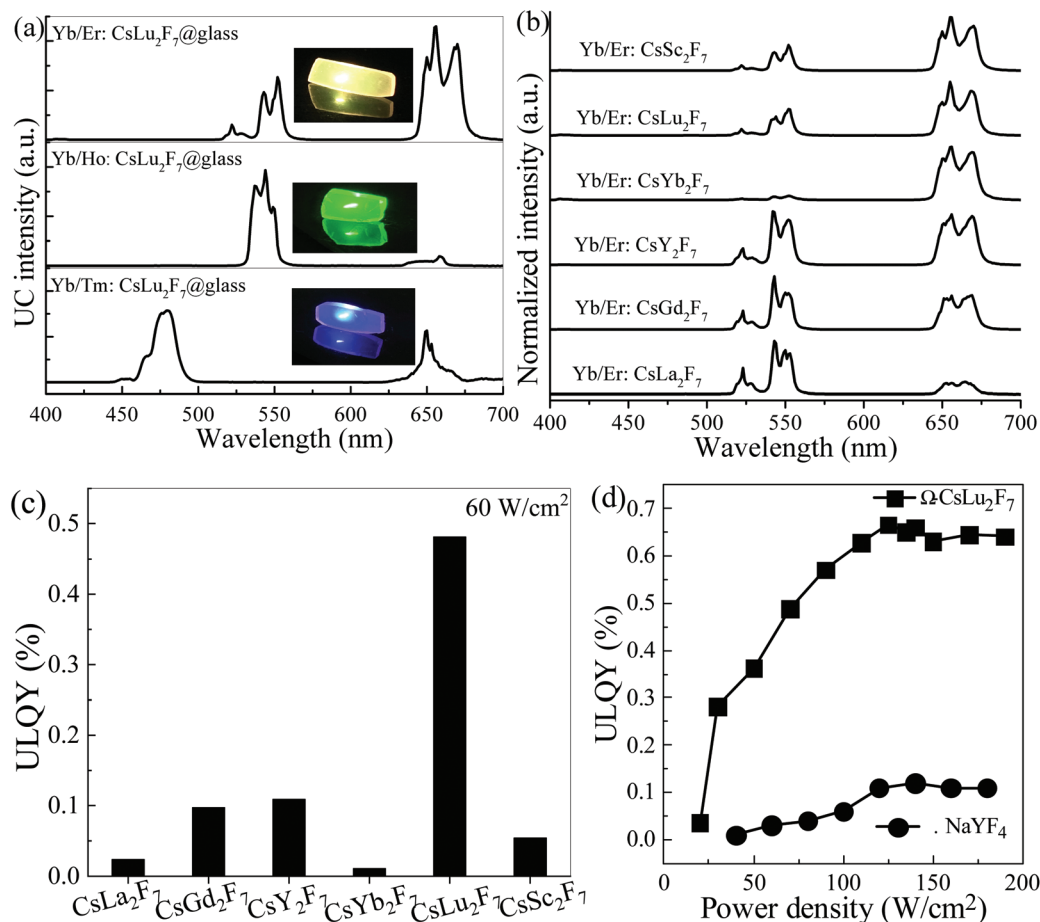 (a)
Yb/Er: CsLu₂F₇@glass
Yb/Ho: CsLu₂F₇@glass
Yb/Tm: CsLu₂F₇@glass
UC intensity (a.u.)
400 450 500 550 600 650 700
Wavelength (nm)
(b)
Yb/Er: CsSc₂F₇
Yb/Er: CsLu₂F₇
Yb/Er: CsYb₂F₇
Yb/Er: CsY₂F₇
Yb/Er: CsGd₂F₇
Yb/Er: CsLa₂F₇
Normalized intensity (a.u.)
400 450 500 550 600 650 700
Wavelength (nm)
(c)
60 W/cm²
0.5
0.4
0.3
0.2
0.1
0.0
ULQY (%)
CsLa₂F₇ CsGd₂F₇ CsY₂F₇ CsYb₂F₇ CsLu₂F₇ CsSc₂F₇
(d)
Ω-CsLu₂F₇
0.7
0.6
0.5
0.4
0.3
0.2
0.1
0.0
ULQY (%)
. NaYF₄
0 50 100 150 200
Power density (W/cm²)